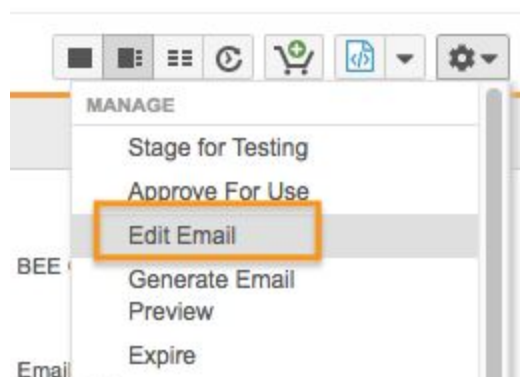 MANAGE
Stage for Testing
Approve For Use
Edit Email
BEE
Generate Email
Preview
Expire
Email